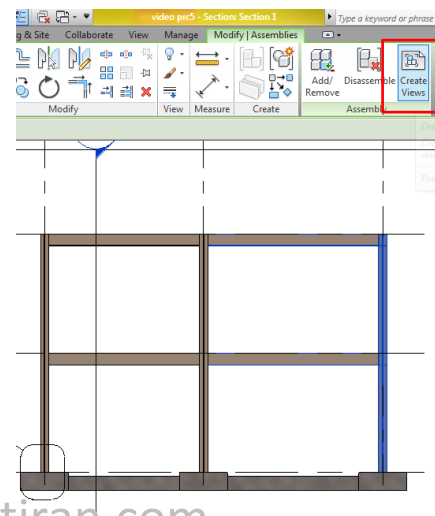 video prc5 - Section: Section 1
Type a keyword or phrase
g & Site Collaborate View Manage Modify | Assemblies
Add/ Remove
Disassemble
Create Views
Modify View Measure Create Assembly
tiran.com